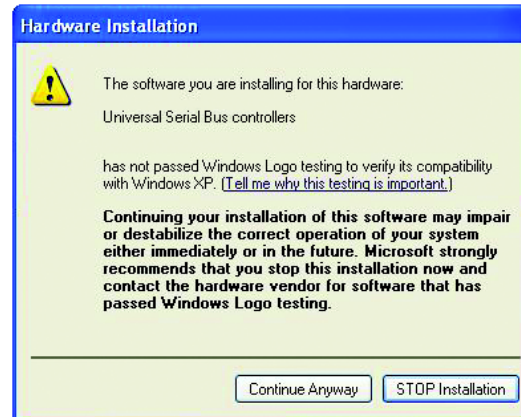 Hardware Installation
The software you are installing for this hardware:
Universal Serial Bus controllers
has not passed Windows Logo testing to verify its compatibility
with Windows XP. (Tell me why this testing is important.)
Continuing your installation of this software may impair
or destabilize the correct operation of your system
either immediately or in the future. Microsoft strongly
recommends that you stop this installation now and
contact the hardware vendor for software that has
passed Windows Logo testing.
Continue Anyway
STOP Installation